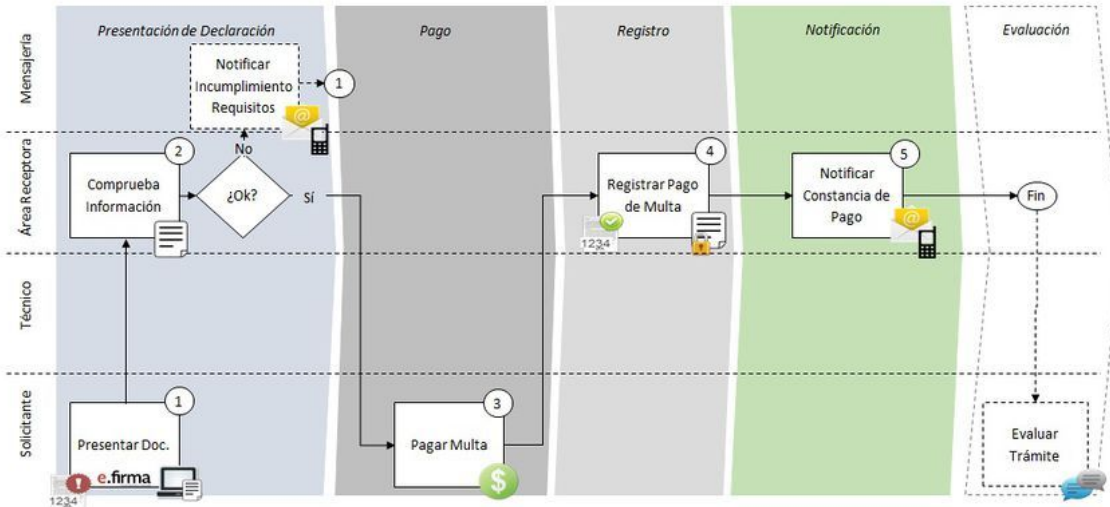 Presentación de Declaración
Pago
Registro
Notificación
Evaluación
Mensajería
Notificar
Incumplimiento
Requisitos
1
@
Área Receptora
2
Comprueba
Información
No
¿Ok?
Sí
4
Registrar Pago
de Multa
1234
5
Notificar
Constancia de
Pago
@
Fin
Técnico
Solicitante
1
Presentar Doc.
e.firma
1234
3
Pagar Multa
$
Evaluar
Trámite